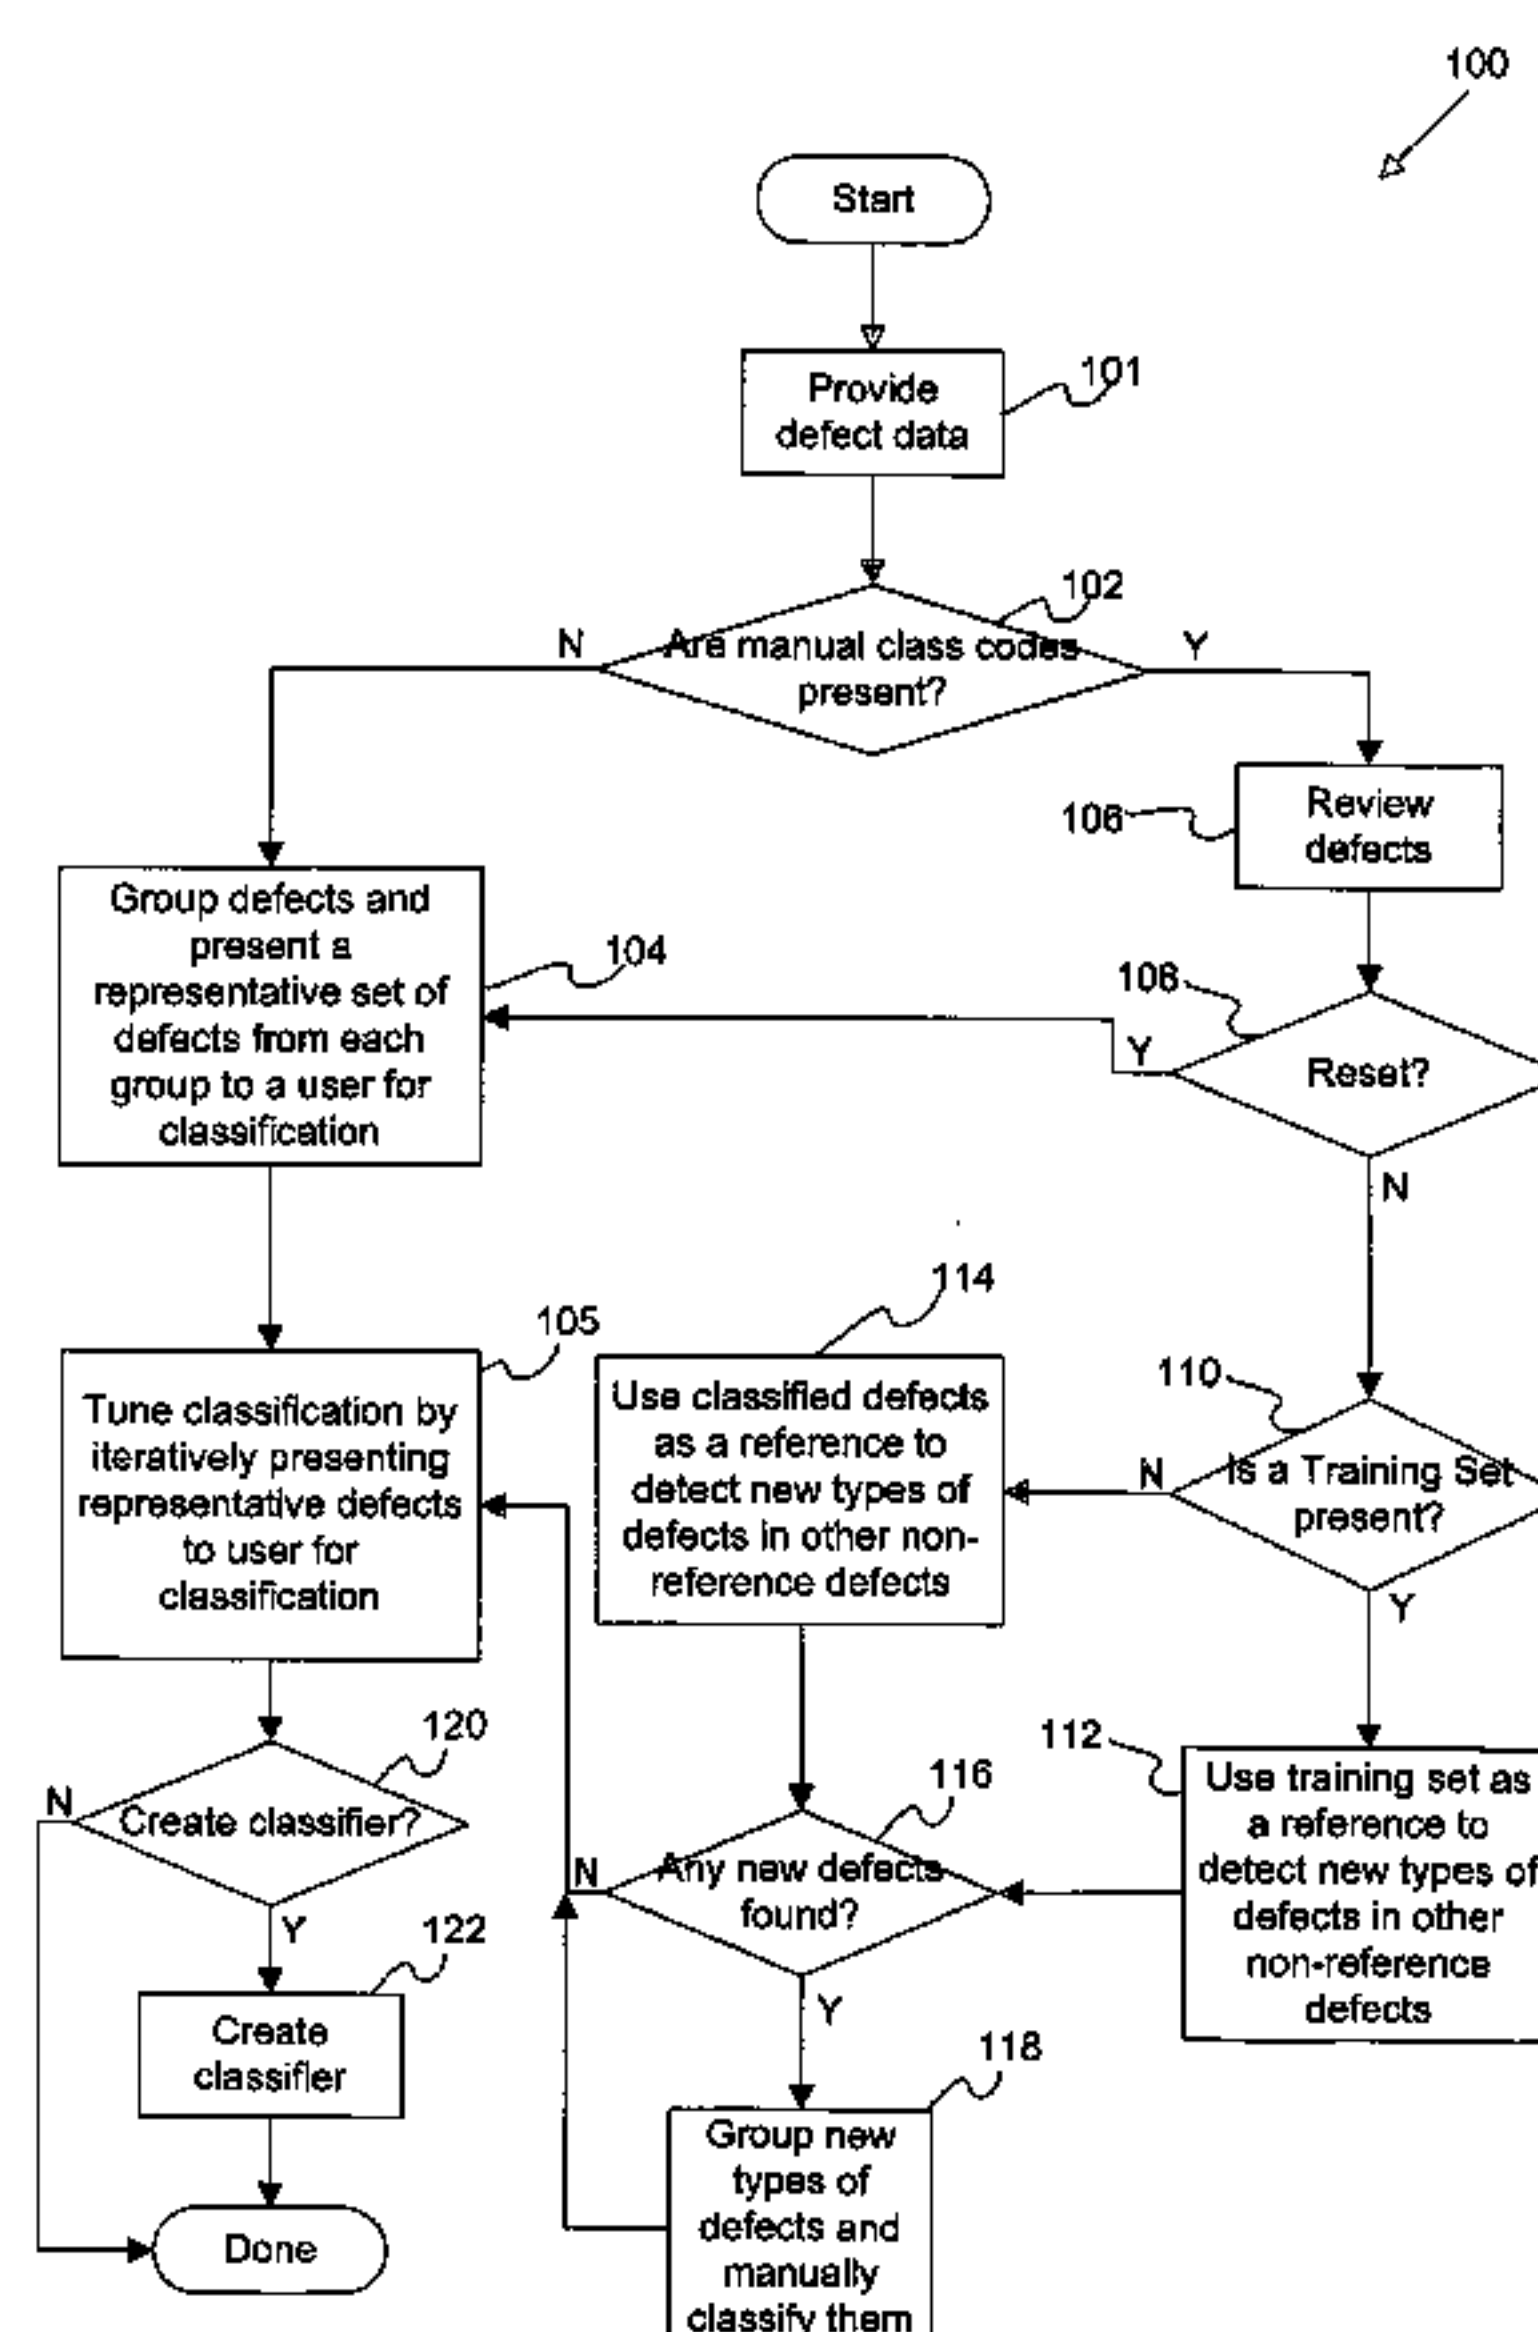 100
Start
Provide
defect data
101
102
N
Are manual class codes
present?
Y
Review
defects
106
Group defects and
present a
representative set of
defects from each
group to a user for
classification
104
108
Y
Reset?
N
114
105
Use classified defects
as a reference to
detect new types of
defects in other non-
reference defects
110
N
Is a Training Set
present?
Y
Tune classification by
iteratively presenting
representative defects
to user for
classification
120
N
Create classifier?
Y
116
N
Any new defects
found?
Y
112
Use training set as
a reference to
detect new types of
defects in other
non-reference
defects
122
Create
classifier
118
Group new
types of
defects and
manually
classify them
Done